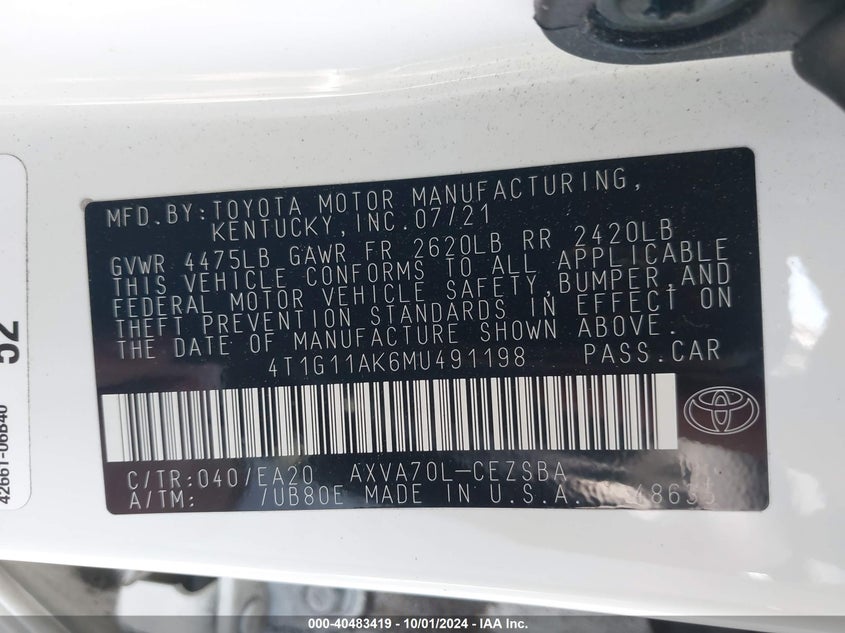 MFD.BY:TOYOTA MOTOR MANUFACTURING,
KENTUCKY,INC.07/21
GVWR 4475LB GAWR FR 2620LB RR 2420LB
THIS VEHICLE CONFORMS TO ALL APPLICABLE
FEDERAL MOTOR VEHICLE SAFETY,BUMPER,AND
THEFT PREVENTION STANDARDS IN EFFECT ON
THE DATE OF MANUFACTURE SHOWN ABOVE.
4T1G11AK6MU491198 PASS.CAR
C/TR:040/EA20 AXVA70L-CEZSBA
A/TM: /UB80E MADE IN U.S.A.
52
42661-06B40
000-40483419 - 10/01/2024 - IAA Inc.